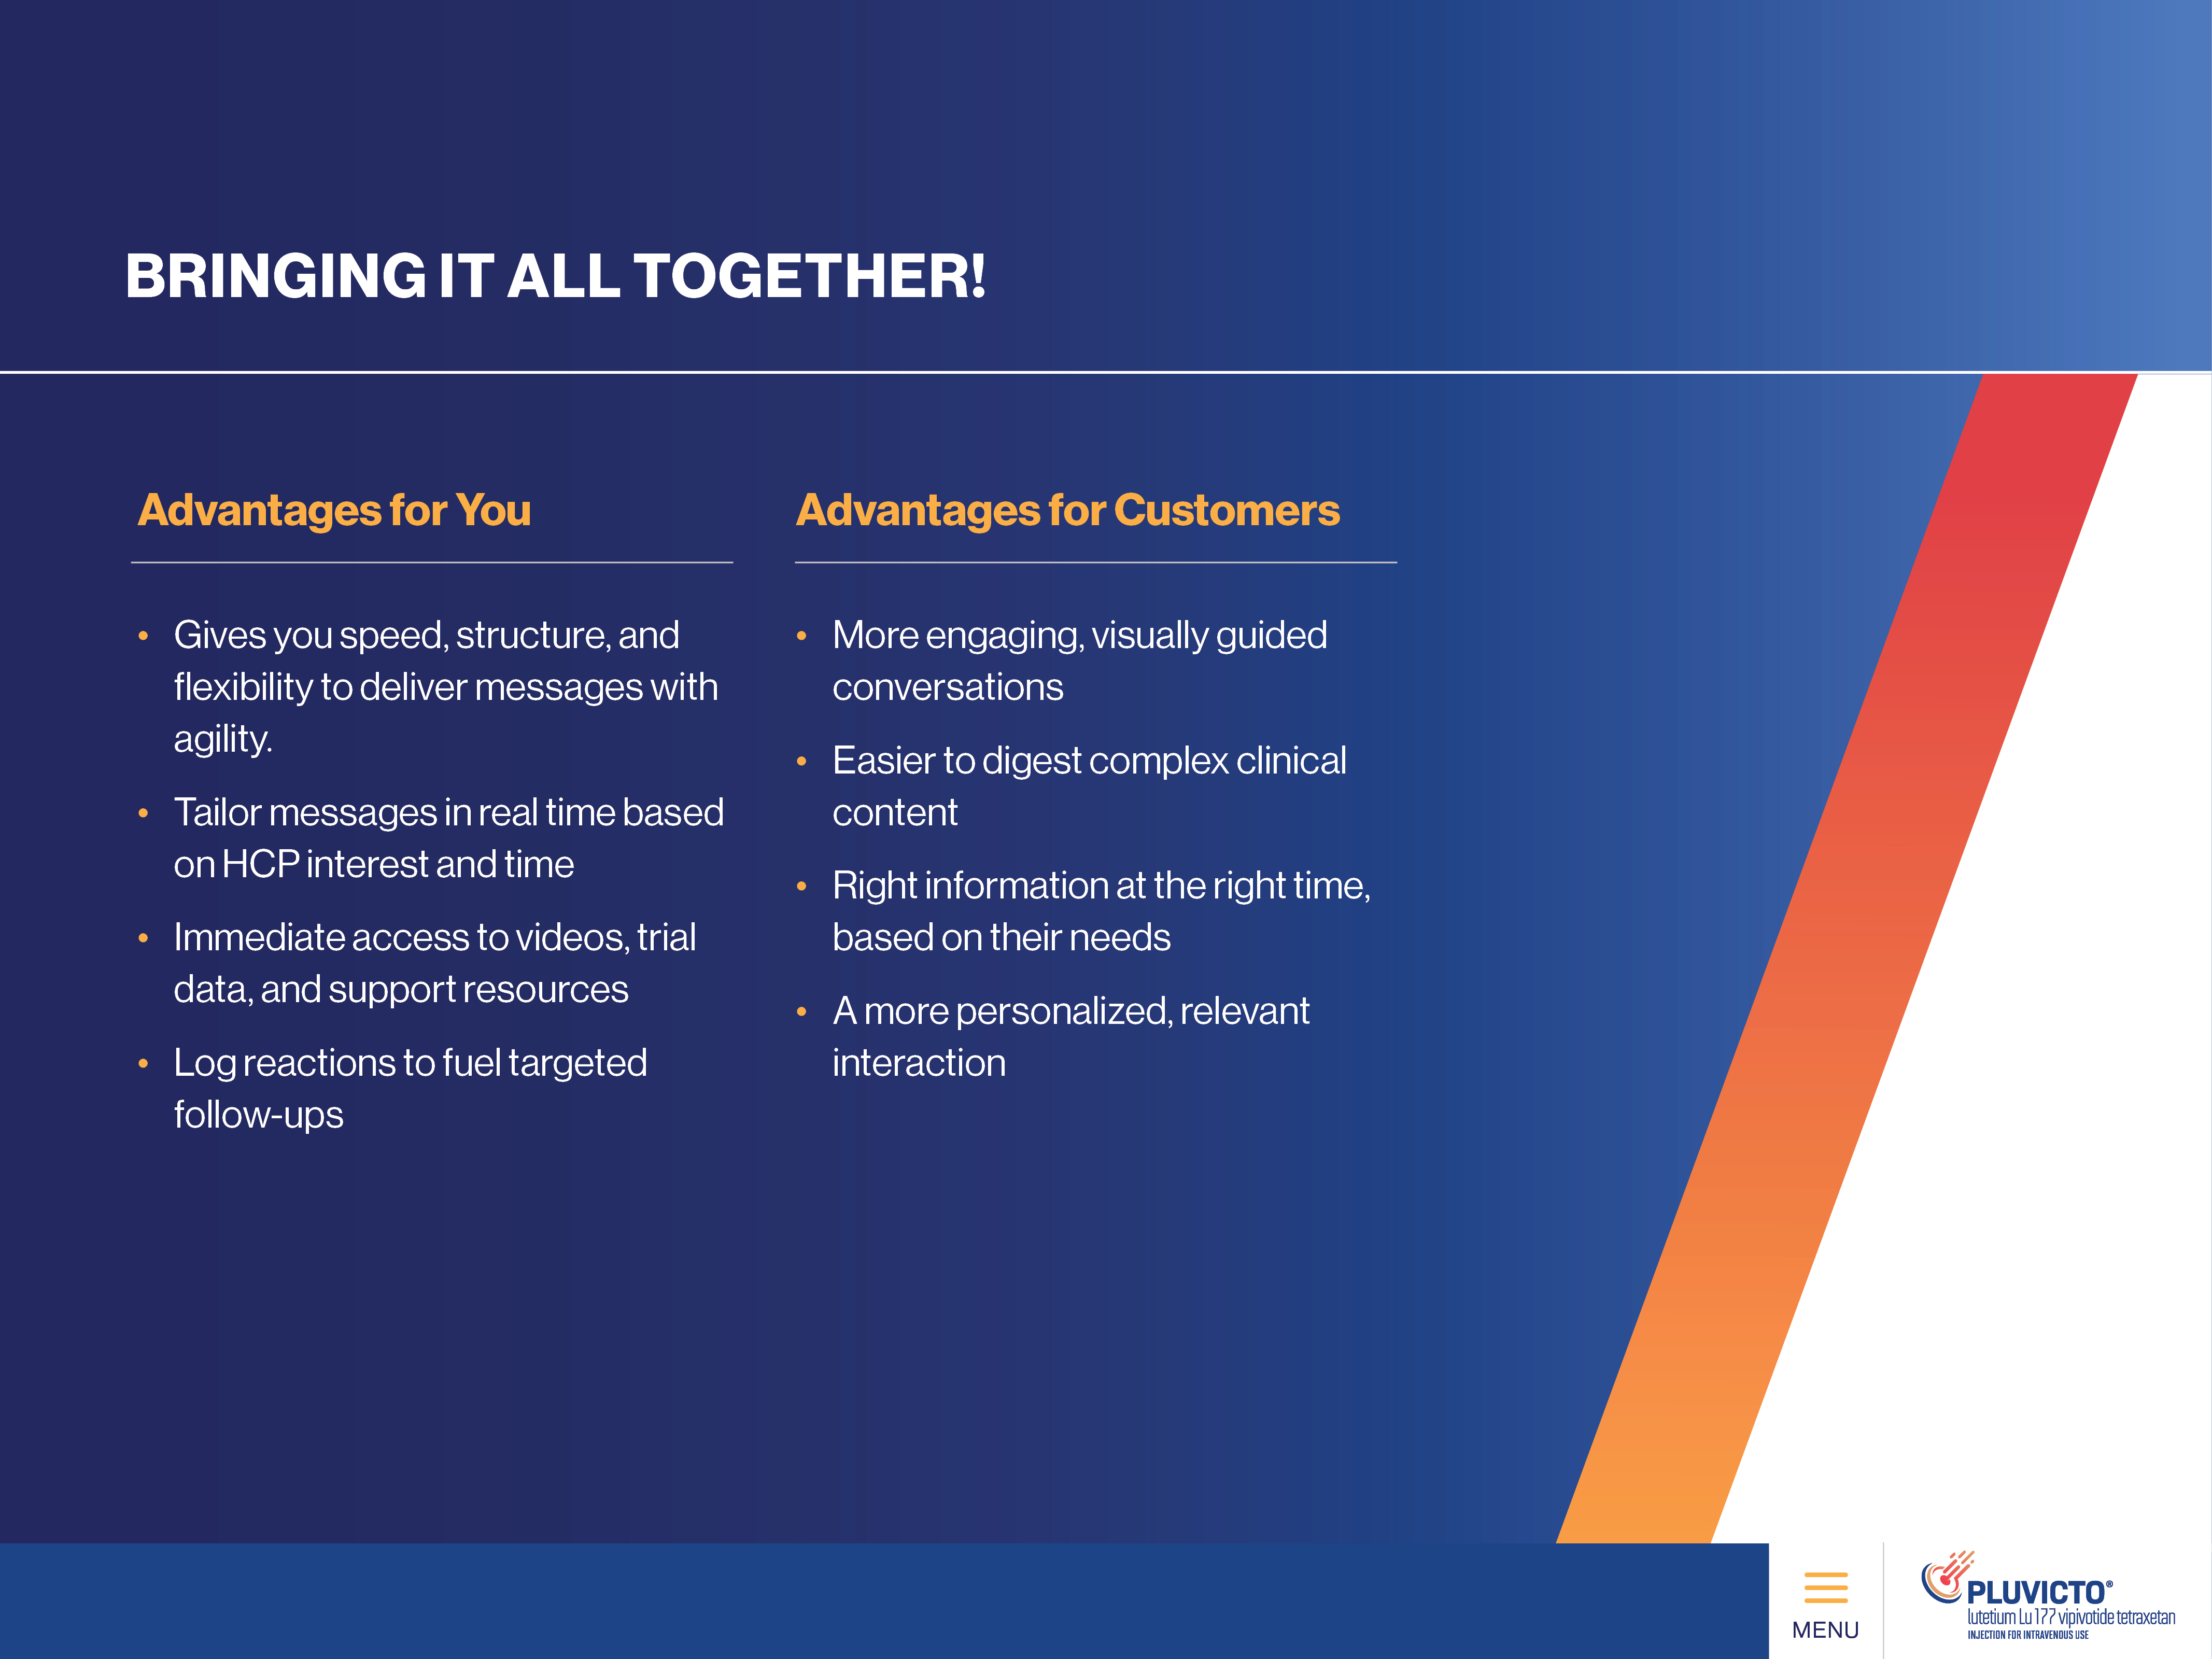 BRINGING IT ALL TOGETHER!
Advantages for You
• Gives you speed, structure, and
flexibility to deliver messages with
agility.
• Tailor messages in real time based
on HCP interest and time
• Immediate access to videos, trial
data, and support resources
• Log reactions to fuel targeted
follow-ups
Advantages for Customers
• More engaging, visually guided
conversations
• Easier to digest complex clinical
content
• Right information at the right time,
based on their needs
• A more personalized, relevant
interaction
MENU
PLUVICTO®
lutetium Lu 177 vipivotide tetraxetan
INJECTION FOR INTRAVENOUS USE